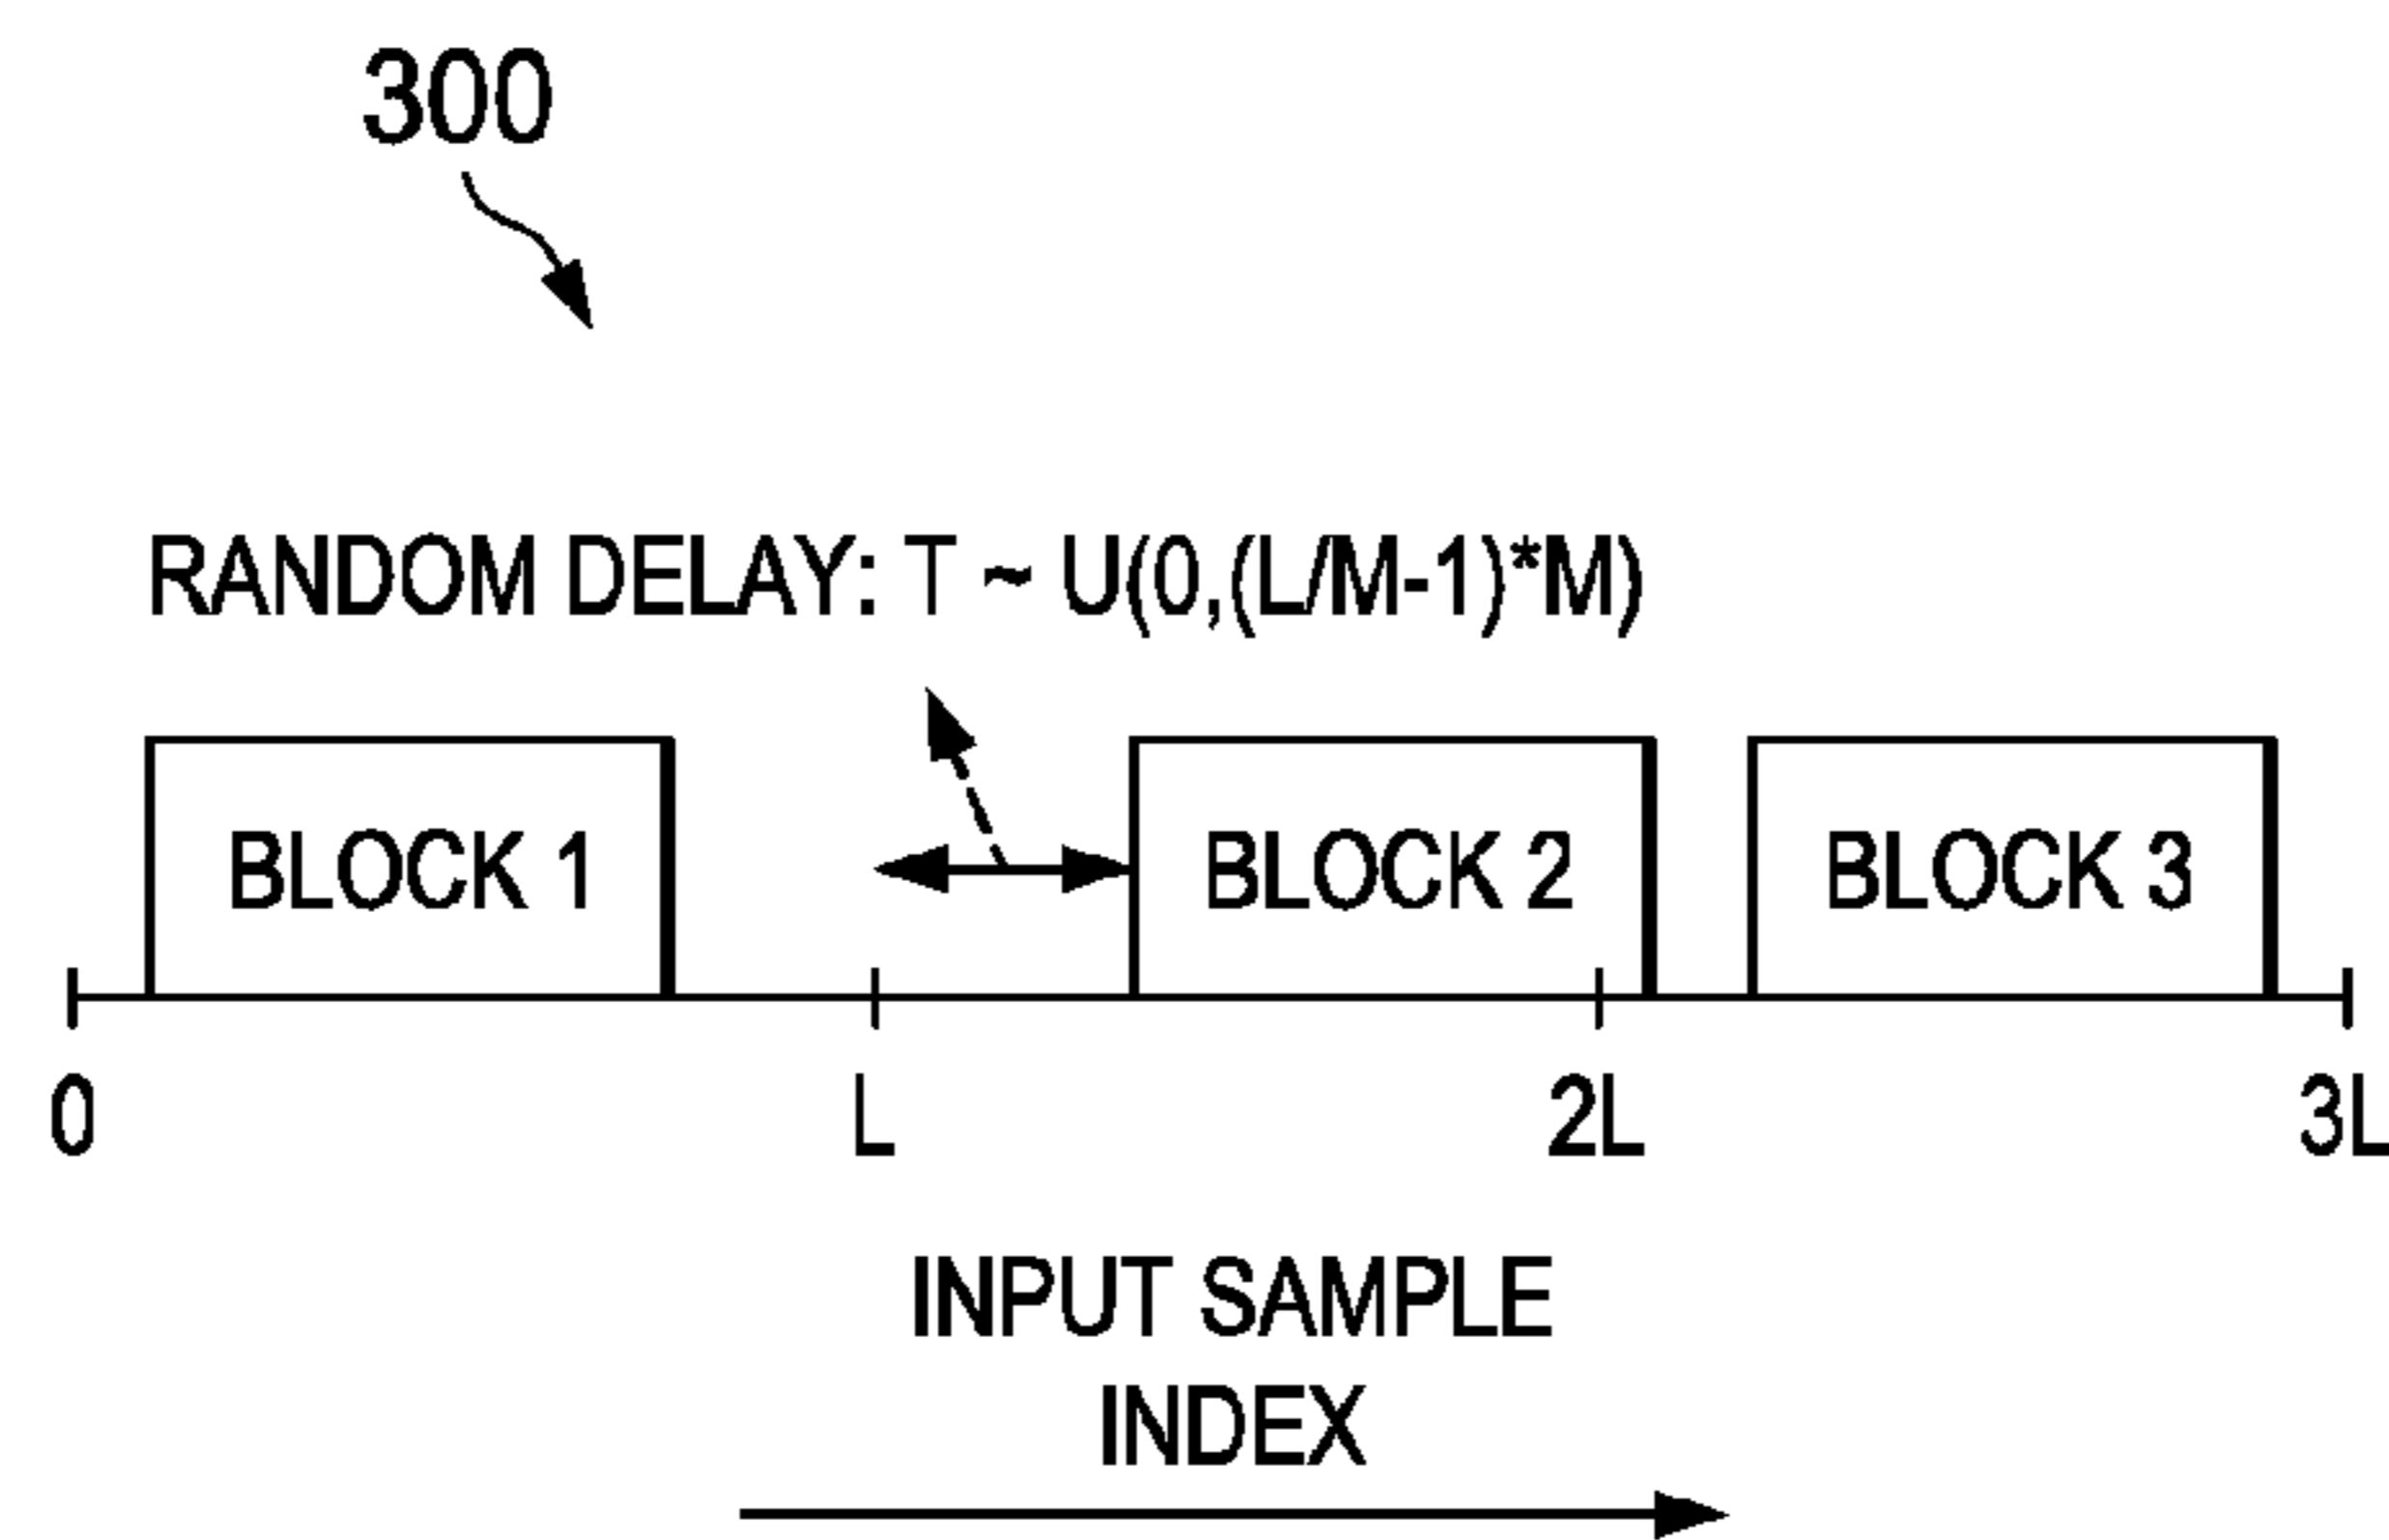 300
RANDOM DELAY: T ~ U(0,(L/M-1)*M)
BLOCK 1
BLOCK 2
BLOCK 3
0
L
2L
3L
INPUT SAMPLE
INDEX